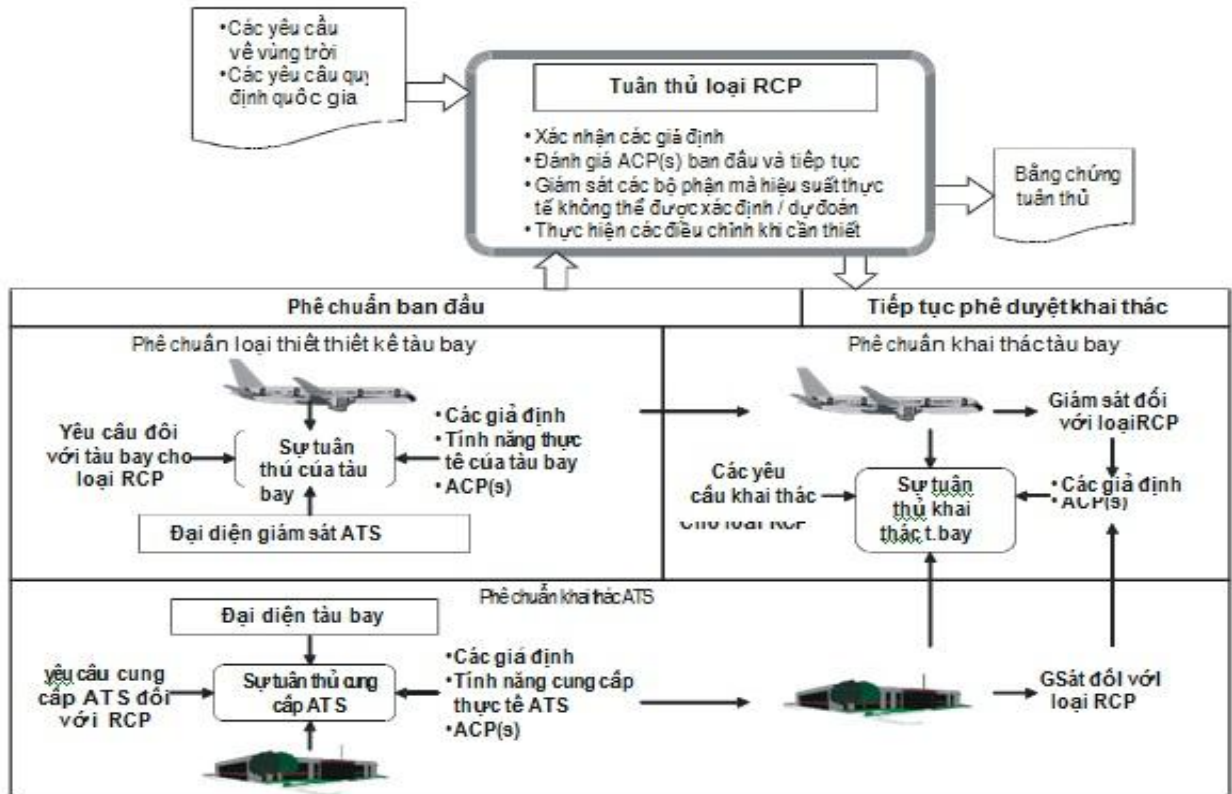 •Các yêu cầu
về vùng trời
•Các yêu cầu quy
định quốc gia
Tuân thủ loại RCP
•Xác nhận các giả định
•Đánh giá ACP(s) ban đầu và tiếp tục
•Giám sát các bộ phận mà hiệu suất thực
tế không thể được xác định / dự đoán
•Thực hiện các điều chỉnh khi cần thiết
Bằng chứng
tuân thủ
Phê chuẩn ban đầu
Tiếp tục phê duyệt khai thác
Phê chuẩn loại thiết thiết kế tàu bay
Yêu cầu đối
với tàu bay cho
loại RCP
Sự tuân
thủ của tàu
bay
•Các giả định
•Tính năng thực
tế của tàu bay
•ACP(s)
Đại diện giám sát ATS
Phê chuẩn khai thác tàu bay
Giám sát đối
với loại RCP
Các yêu
cầu khai thác
cho loại RCP
Sự tuân
thủ khai
thác t.bay
•Các giả định
•ACP(s)
Phê chuẩn khai thác ATS
Đại diện tàu bay
yêu cầu cung
cấp ATS đối
với RCP
Sự tuân thủ cung
cấp ATS
•Các giả định
•Tính năng cung cấp
thực tế ATS
•ACP(s)
GSát đối với
loại RCP